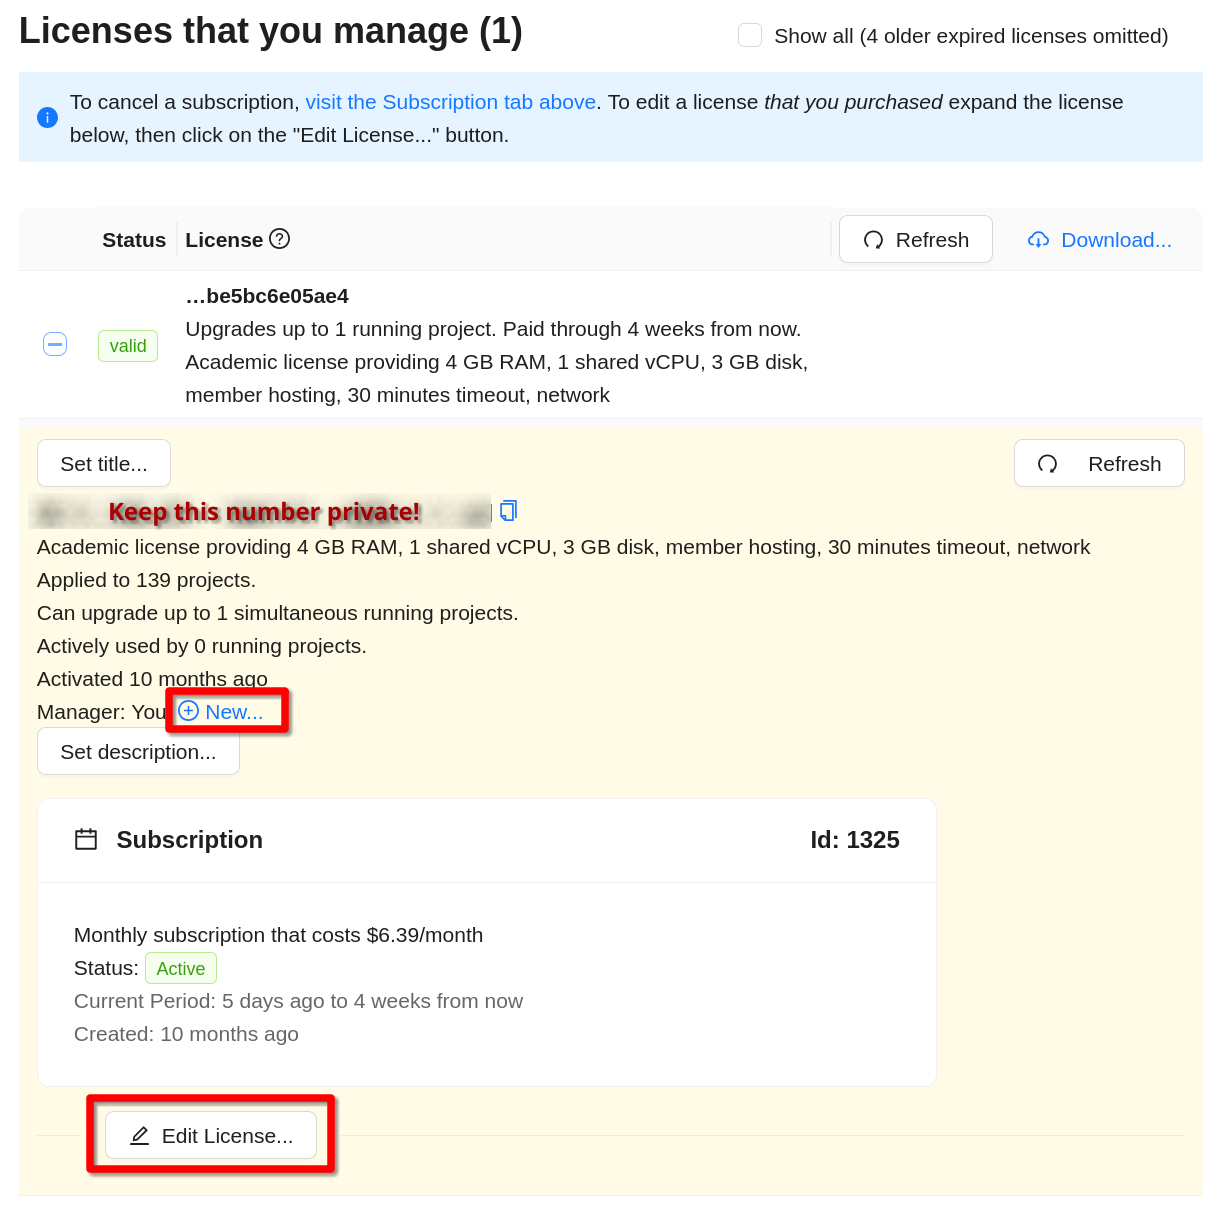 Licenses that you manage (1)
Show all (4 older expired licenses omitted)
To cancel a subscription, visit the Subscription tab above. To edit a license that you purchased expand the license
below, then click on the "Edit License..." button.
Status License Refresh Download...
...be5bc6e05ae4
valid
Upgrades up to 1 running project. Paid through 4 weeks from now.
Academic license providing 4 GB RAM, 1 shared vCPU, 3 GB disk,
member hosting, 30 minutes timeout, network
Set title... Refresh
Keep this number private!
Academic license providing 4 GB RAM, 1 shared vCPU, 3 GB disk, member hosting, 30 minutes timeout, network
Applied to 139 projects.
Can upgrade up to 1 simultaneous running projects.
Actively used by 0 running projects.
Activated 10 months ago
Manager: You New...
Set description...
Subscription Id: 1325
Monthly subscription that costs $6.39/month
Status: Active
Current Period: 5 days ago to 4 weeks from now
Created: 10 months ago
Edit License...